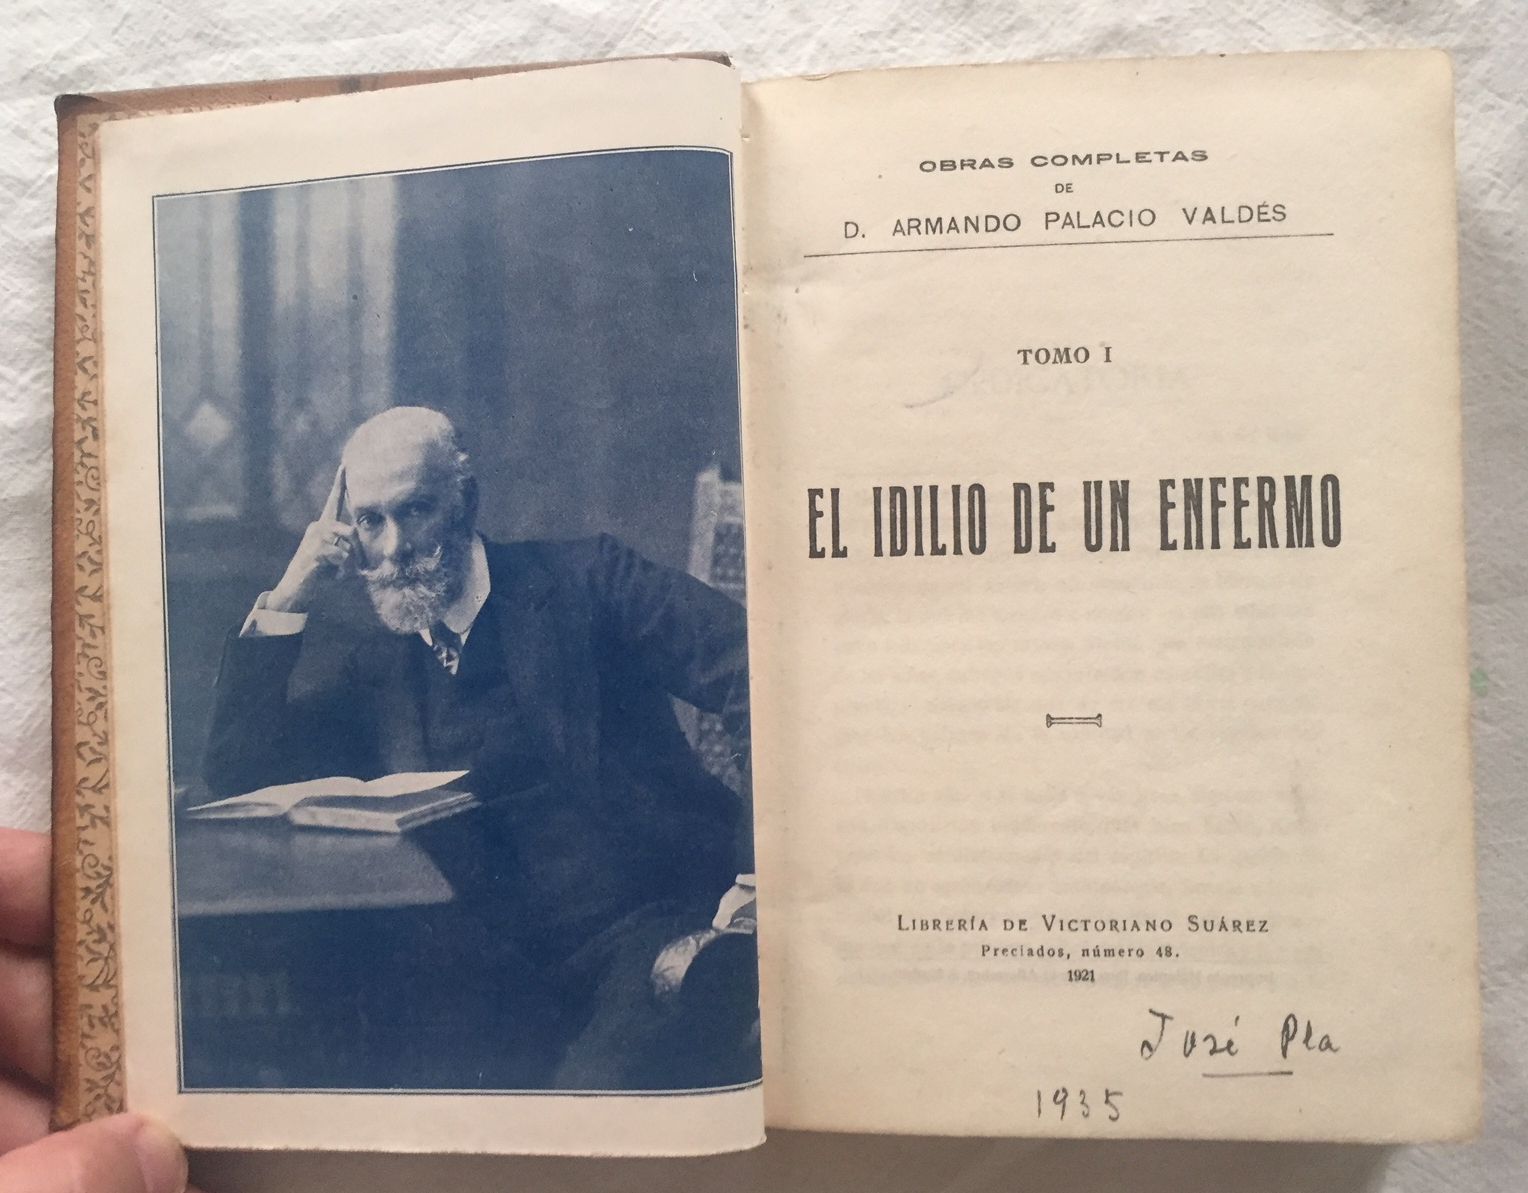 OBRAS COMPLETAS
DE
D. ARMANDO PALACIO VALDÉS
TOMO I
EL IDILIO DE UN ENFERMO
LIBRERÍA DE VICTORIANO SUÁREZ
Preciados, número 48.
1921
José Pla
1935